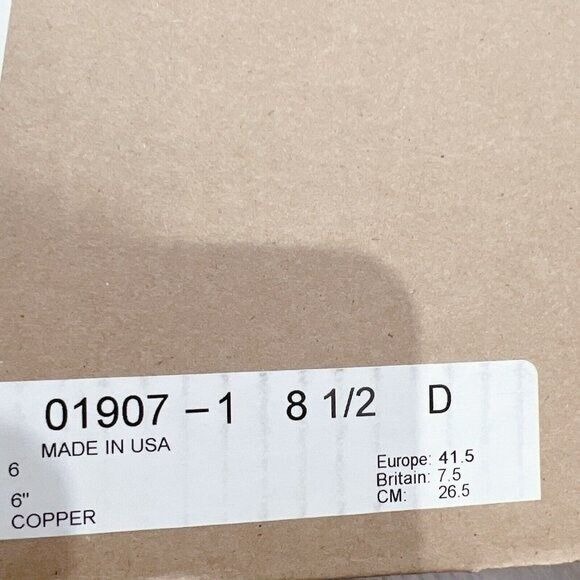 01907 – 1 8 1/2 D
MADE IN USA
6
6"
COPPER
Europe: 41.5
Britain: 7.5
CM: 26.5